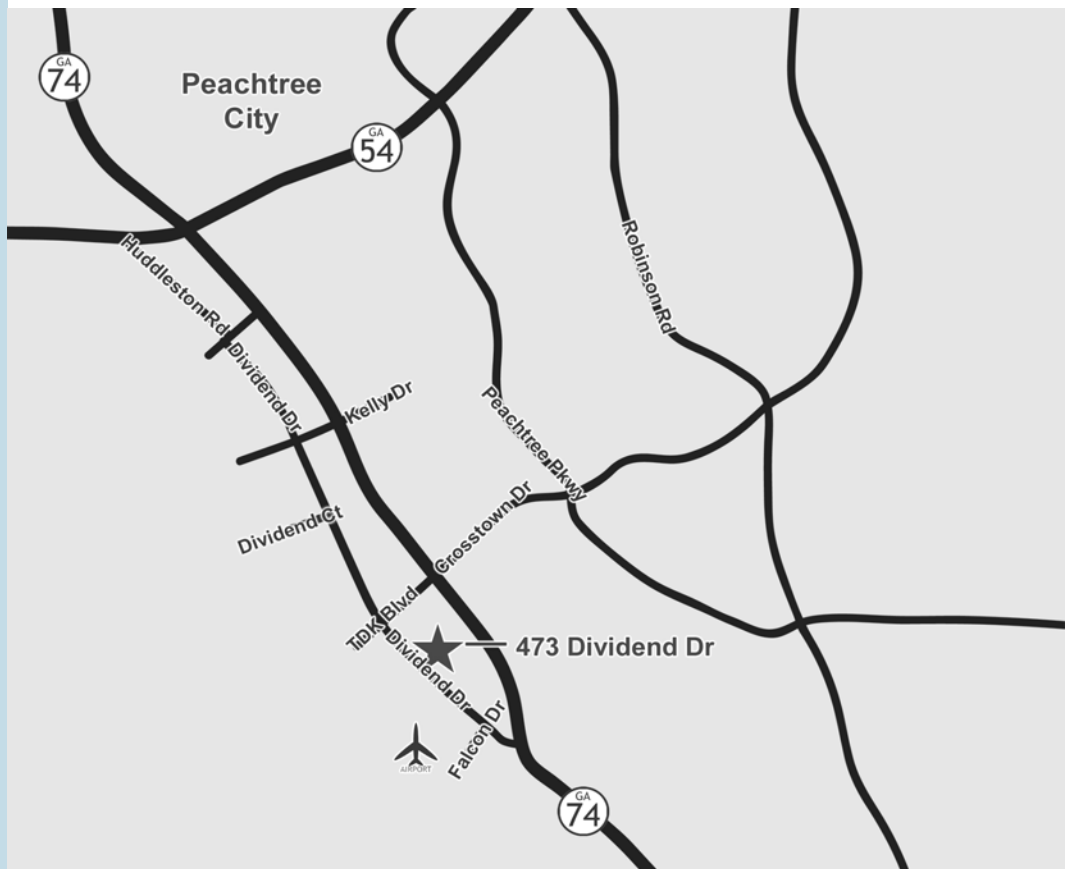 GA
74
Peachtree
City
GA
54
Huddleston Rd
Robinson Rd
Dividend Dr
Kelly Dr
Peachtree Pkwy
Crosstown Dr
Dividend Ct
TDK Blvd
473 Dividend Dr
Dividend Dr
Falcon Dr
AIRPORT
GA
74